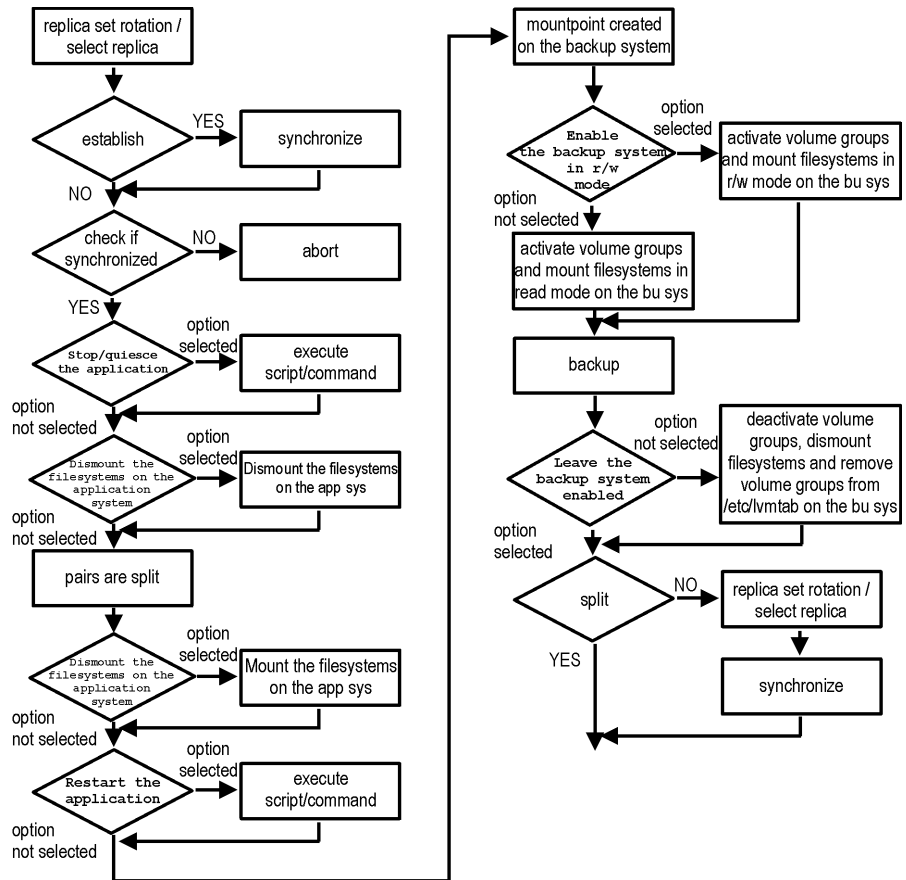 replica set rotation /
select replica
establish
YES
synchronize
NO
check if
synchronized
NO
abort
YES
Stop/quiesce
the application
option
selected
execute
script/command
option
not selected
Dismount the
filesystems on the
application
system
option
selected
Dismount the filesystems
on the app sys
option
not selected
pairs are split
Dismount the
filesystems on the
application
system
option
selected
Mount the filesystems
on the app sys
option
not selected
Restart the
application
option
selected
execute
script/command
option
not selected
mountpoint created
on the backup system
Enable
the backup system
in r/w
mode
option
selected
activate volume groups
and mount filesystems in
r/w mode on the bu sys
option
not selected
activate volume groups
and mount filesystems in
read mode on the bu sys
backup
Leave the
backup system
enabled
option
not selected
deactivate volume
groups, dismount
filesystems and remove
volume groups from
/etc/lvmtab on the bu sys
option
selected
split
NO
replica set rotation /
select replica
YES
synchronize